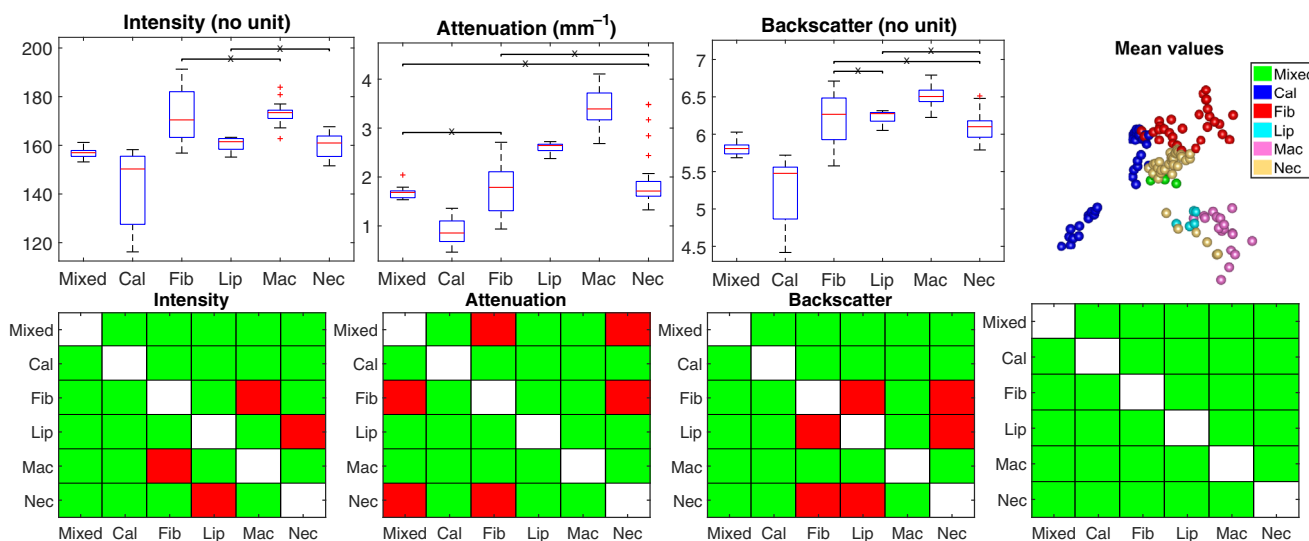 Intensity (no unit)
200
180
160
140
120
Mixed Cal Fib Lip Mac Nec
x
x
Attenuation (mm⁻¹)
4
3
2
1
Mixed Cal Fib Lip Mac Nec
x
x
x
Backscatter (no unit)
7
6.5
6
5.5
5
4.5
Mixed Cal Fib Lip Mac Nec
x
x
x
Mean values
Mixed
Cal
Fib
Lip
Mac
Nec
Intensity
Mixed
Cal
Fib
Lip
Mac
Nec
Mixed Cal Fib Lip Mac Nec
Attenuation
Mixed
Cal
Fib
Lip
Mac
Nec
Mixed Cal Fib Lip Mac Nec
Backscatter
Mixed
Cal
Fib
Lip
Mac
Nec
Mixed Cal Fib Lip Mac Nec
Mixed
Cal
Fib
Lip
Mac
Nec
Mixed Cal Fib Lip Mac Nec